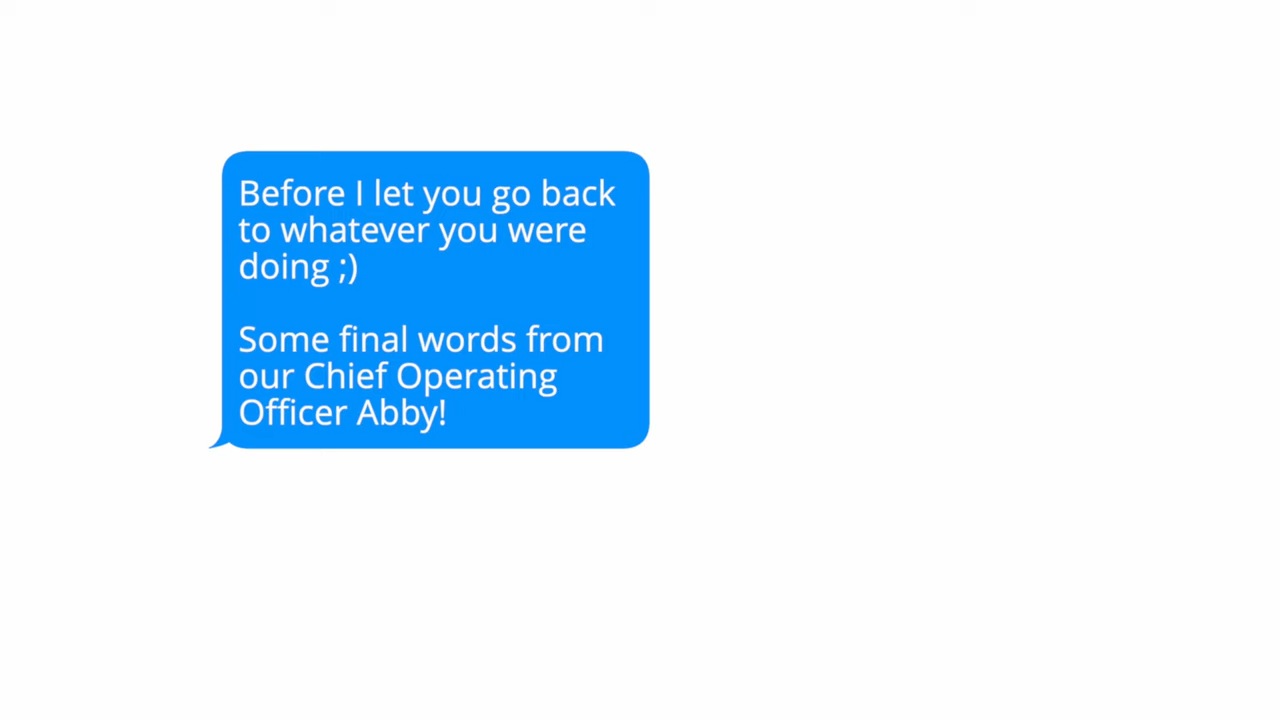 Before I let you go back
to whatever you were
doing ;)
Some final words from
our Chief Operating
Officer Abby!